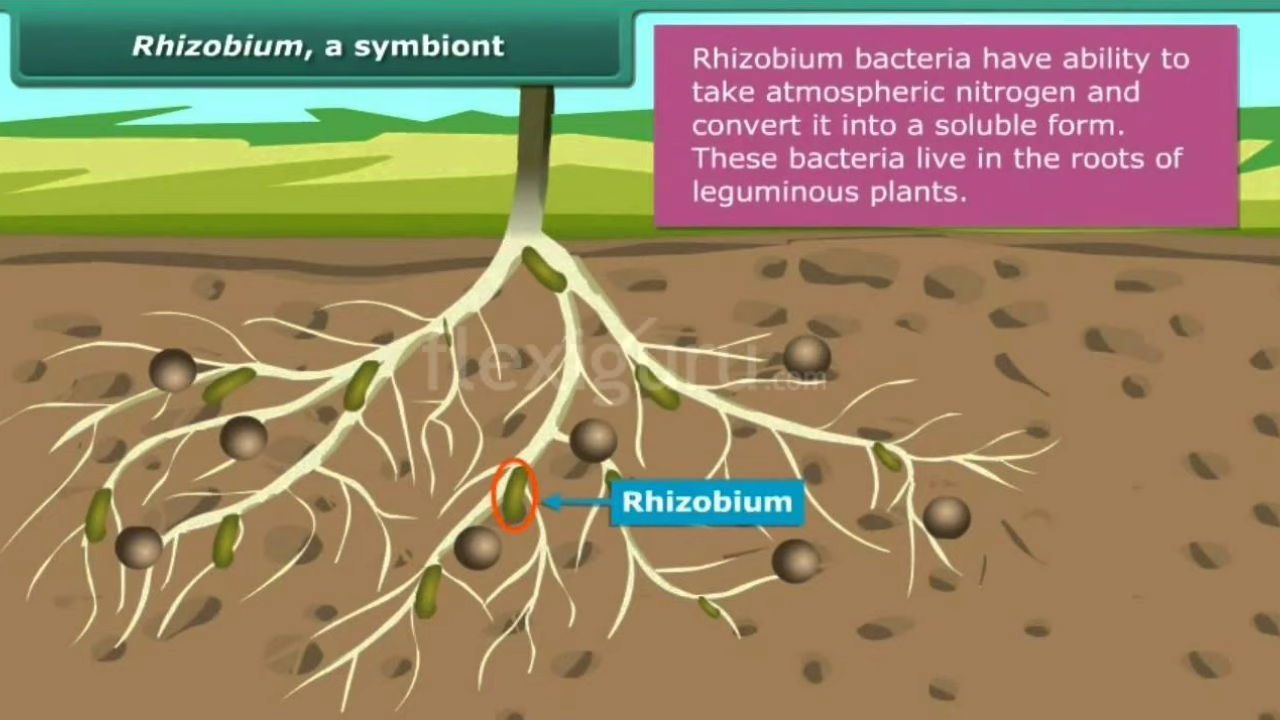 Rhizobium, a symbiont
Rhizobium bacteria have ability to
take atmospheric nitrogen and
convert it into a soluble form.
These bacteria live in the roots of
leguminous plants.
flexiguru.com
Rhizobium